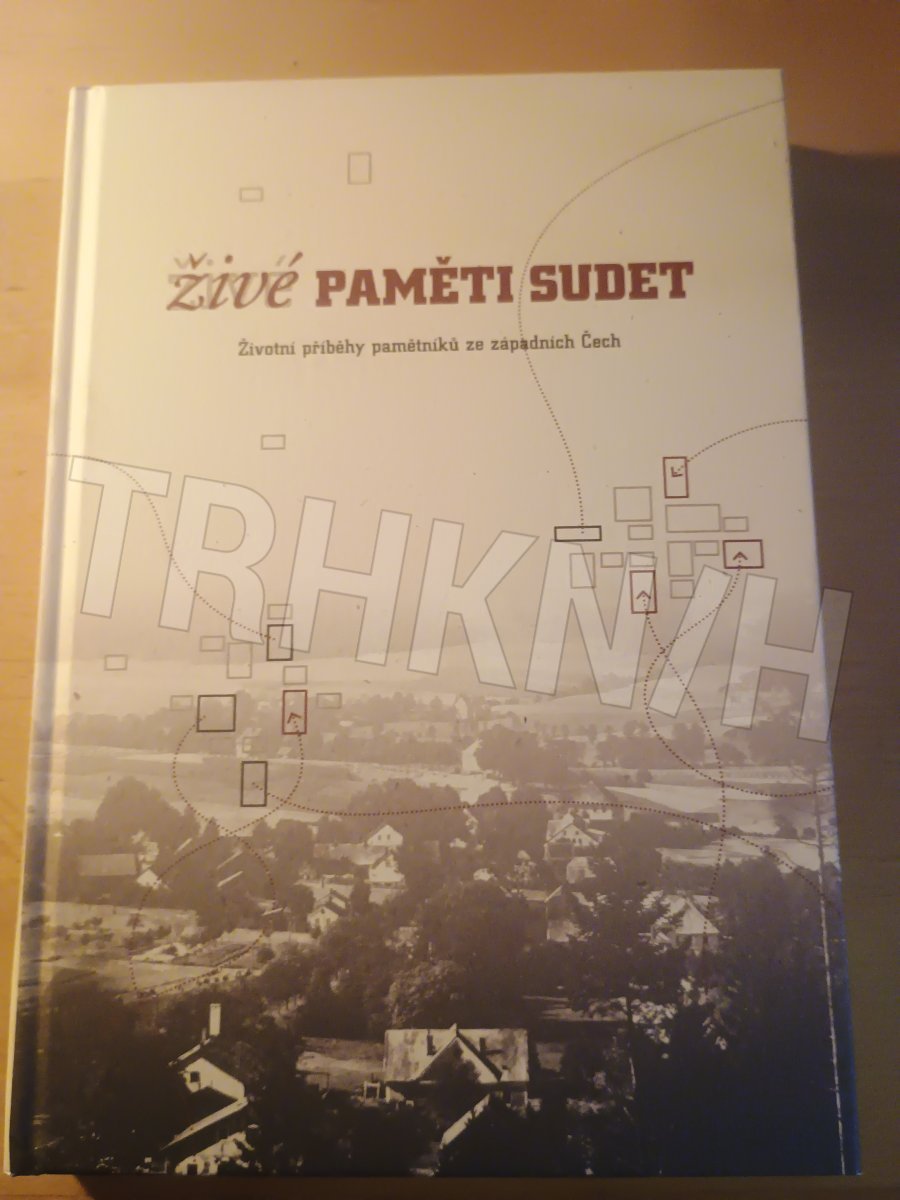 živé PAMĚTI SUDET
Životní příběhy pamětníků ze západních Čech
TRHKNIH